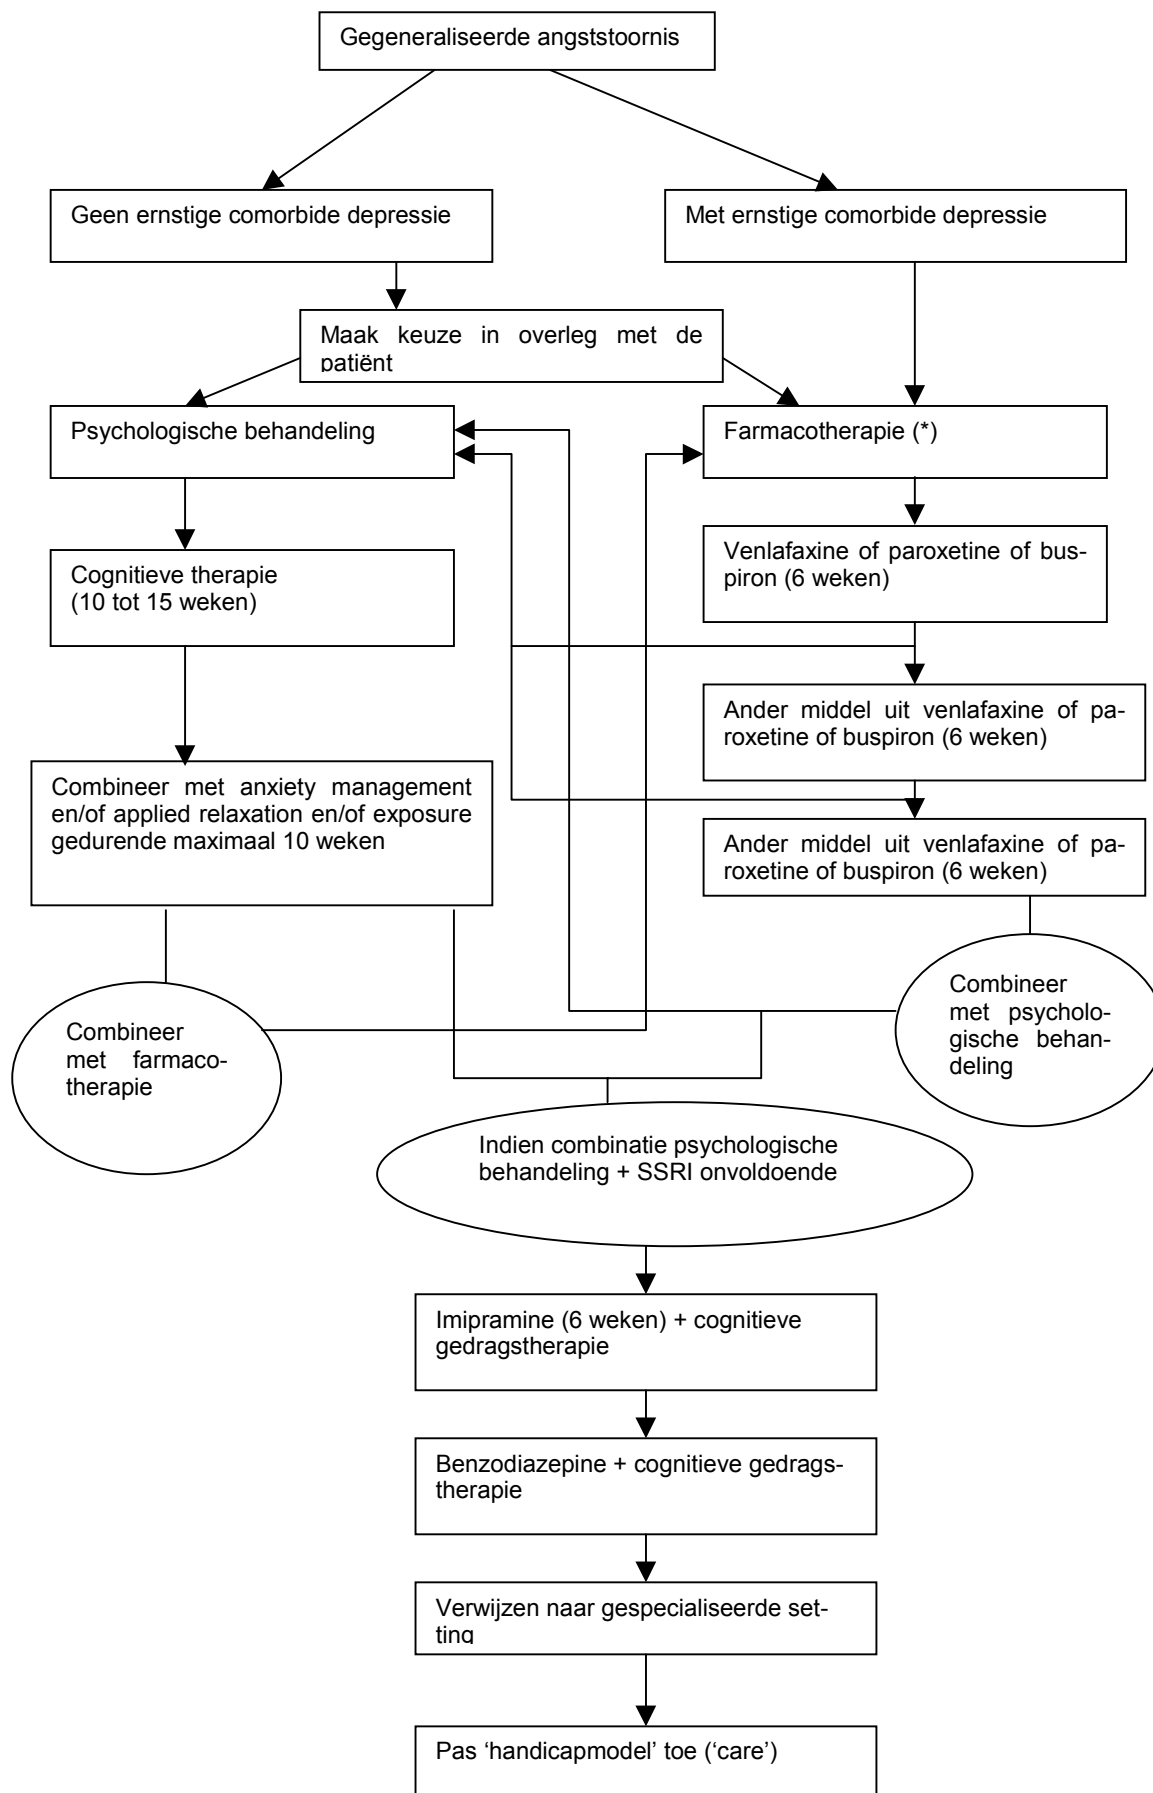 Gegeneraliseerde angststoornis
Geen ernstige comorbide depressie
Met ernstige comorbide depressie
Maak keuze in overleg met de
patiënt
Psychologische behandeling
Farmacotherapie (*)
Cognitieve therapie
(10 tot 15 weken)
Venlafaxine of paroxetine of bus-
piron (6 weken)
Ander middel uit venlafaxine of pa-
roxetine of buspiron (6 weken)
Combineer met anxiety management
en/of applied relaxation en/of exposure
gedurende maximaal 10 weken
Ander middel uit venlafaxine of pa-
roxetine of buspiron (6 weken)
Combineer
met farmaco-
therapie
Combineer
met psycholo-
gische behan-
deling
Indien combinatie psychologische
behandeling + SSRI onvoldoende
Imipramine (6 weken) + cognitieve
gedragstherapie
Benzodiazepine + cognitieve gedrags-
therapie
Verwijzen naar gespecialiseerde set-
ting
Pas ‘handicapmodel’ toe (‘care’)